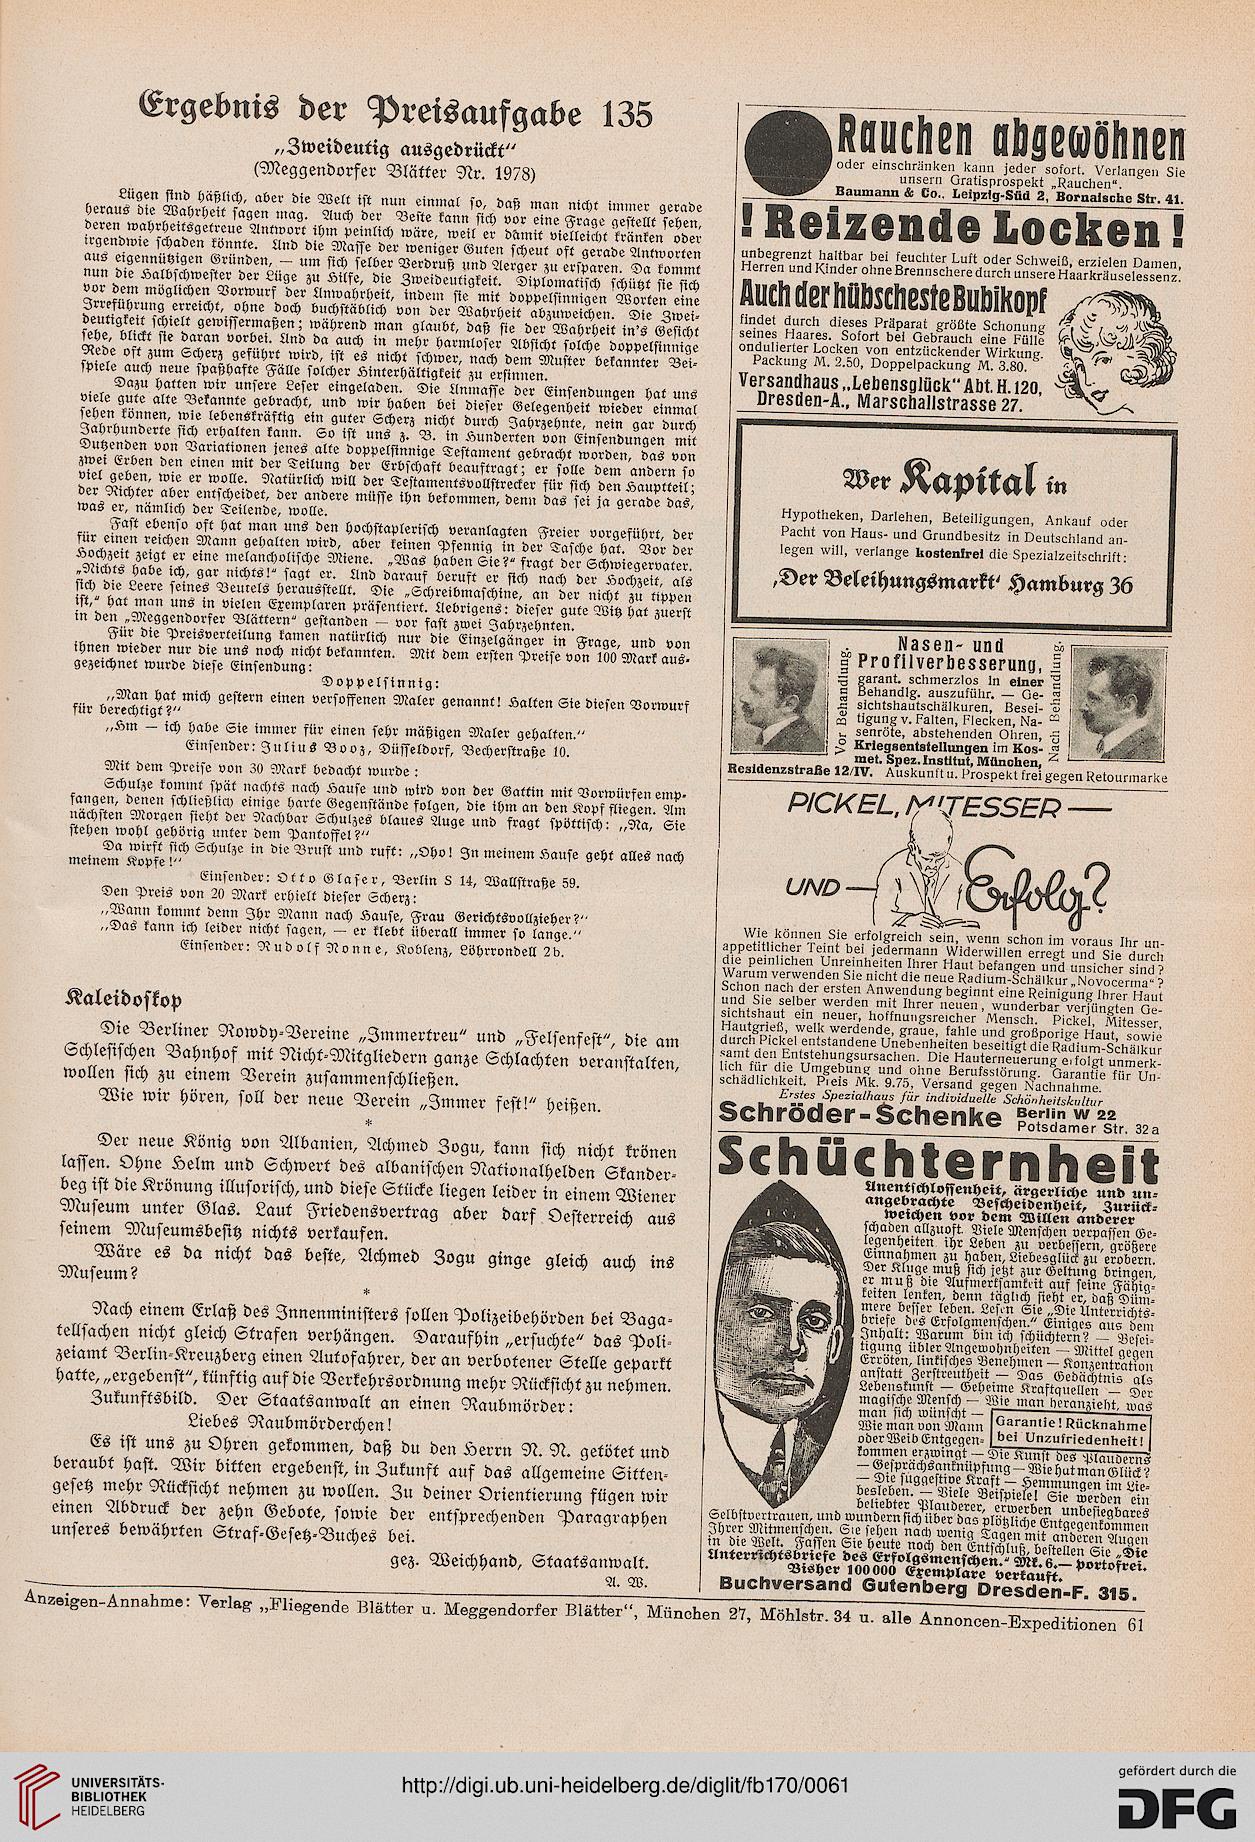 Ergebnis der Preisaufgabe 135
„Zweideutig ausgedrückt“
(Meggendorfer Blätter Nr. 1978)
Lügen sind häßlich, aber die Welt ist nun einmal so, daß man nicht immer gerade
heraus die Wahrheit sagen mag. Auch der Beste kann sich vor eine Frage gestellt sehen,
deren wahrheitsgetreue Antwort ihm peinlich wäre, weil er damit vielleicht kränken oder
irgendwie schaden könnte. Und die Masse der weniger Guten scheut oft gerade Antworten
aus eigennützigen Gründen, — um sich selber Verdruß und Aerger zu ersparen. Da kommt
nun die Halbschwester der Lüge zu Hilfe, die Zweideutigkeit. Diplomatisch schützt sie sich
vor dem möglichen Vorwurf der Unwahrheit, indem sie mit doppelsinnigen Worten eine
Irreführung erreicht, ohne doch buchstäblich von der Wahrheit abzuweichen. Die Zwei-
deutigkeit schielt gewissermaßen; während man glaubt, daß sie der Wahrheit in's Gesicht
sehe, blickt sie daran vorbei. Und da auch in mehr harmloser Absicht solche doppelsinnige
Rede oft zum Scherz geführt wird, ist es nicht schwer, nach dem Muster bekannter Bei-
spiele auch neue spaßhafte Fälle solcher Hinterhältigkeit zu ersinnen.
Dazu hatten wir unsere Leser eingeladen. Die Unmasse der Einsendungen hat uns
viele gute alte Bekannte gebracht, und wir haben bei dieser Gelegenheit wieder einmal
sehen können, wie lebenskräftig ein guter Scherz nicht durch Jahrzehnte, nein gar durch
Jahrhunderte sich erhalten kann. So ist uns z. B. in Hunderten von Einsendungen mit
Dutzenden von Variationen jenes alte doppelsinnige Testament gebracht worden, das von
zwei Erben den einen mit der Teilung der Erbschaft beauftragt; er solle dem andern so
viel geben, wie er wolle. Natürlich will der Testamentsvollstrecker für sich den Hauptteil;
der Richter aber entscheidet, der andere müsse ihn bekommen, denn das sei ja gerade das,
was er, nämlich der Teilende, wolle.
Fast ebenso oft hat man uns den hochstaplerisch veranlagten Freier vorgeführt, der
für einen reichen Mann gehalten wird, aber keinen Pfennig in der Tasche hat. Vor der
Hochzeit zeigt er eine melancholische Miene. „Was haben Sie?“ fragt der Schwiegervater.
„Nichts habe ich, gar nichts!“ sagt er. Und darauf beruft er sich nach der Hochzeit, als
sich die Leere seines Beutels herausstellt. Die „Schreibmaschine, an der nicht zu tippen
ist,“ hat man uns in vielen Exemplaren präsentiert. Uebrigens: dieser gute Witz hat zuerst
in den „Meggendorfer Blättern“ gestanden — vor fast zwei Jahrzehnten.
Für die Preisverteilung kamen natürlich nur die Einzelgänger in Frage, und von
ihnen wieder nur die uns noch nicht bekannten. Mit dem ersten Preise von 100 Mark aus-
gezeichnet wurde diese Einsendung:
Doppelsinnig:
„Man hat mich gestern einen versoffenen Maler genannt! Halten Sie diesen Vorwurf
für berechtigt?“
„Hm — ich habe Sie immer für einen sehr mäßigen Maler gehalten.“
Einsender: Julius Booz, Düsseldorf, Becherstraße 10.
Mit dem Preise von 30 Mark bedacht wurde:
Schulze kommt spät nachts nach Hause und wird von der Gattin mit Vorwürfen emp-
fangen, denen schließlich einige harte Gegenstände folgen, die ihm an den Kopf fliegen. Am
nächsten Morgen sieht der Nachbar Schulzes blaues Auge und fragt spöttisch: „Na, Sie
stehen wohl gehörig unter dem Pantoffel?“
Da wirft sich Schulze in die Brust und ruft: „Oho! In meinem Hause geht alles nach
meinem Kopfe!“
Einsender: Otto Glaser, Berlin S 14, Wallstraße 59.
Den Preis von 20 Mark erhielt dieser Scherz:
„Wann kommt denn Ihr Mann nach Hause, Frau Gerichtsvollzieher?“
„Das kann ich leider nicht sagen, — er klebt überall immer so lange.“
Einsender: Rudolf Nonne, Koblenz, Löhrrondell 2b.
Kaleidoskop
Die Berliner Rowdy-Vereine „Immertreu“ und „Felsenfest“, die am
Schlesischen Bahnhof mit Nicht-Mitgliedern ganze Schlachten veranstalten,
wollen sich zu einem Verein zusammenschließen.
Wie wir hören, soll der neue Verein „Immer fest!“ heißen.
*
Der neue König von Albanien, Achmed Zogu, kann sich nicht krönen
lassen. Ohne Helm und Schwert des albanischen Nationalhelden Skander-
beg ist die Krönung illusorisch, und diese Stücke liegen leider in einem Wiener
Museum unter Glas. Laut Friedensvertrag aber darf Oesterreich aus
seinem Museumsbesitz nichts verkaufen.
Wäre es da nicht das beste, Achmed Zogu ginge gleich auch ins
Museum?
*
Nach einem Erlaß des Innenministers sollen Polizeibehörden bei Baga-
tellsachen nicht gleich Strafen verhängen. Daraufhin „ersuchte“ das Poli-
zeiamt Berlin-Kreuzberg einen Autofahrer, der an verbotener Stelle geparkt
hatte, „ergebenst“, künftig auf die Verkehrsordnung mehr Rücksicht zu nehmen.
Zukunftsbild. Der Staatsanwalt an einen Raubmörder:
Liebes Raubmörderchen!
Es ist uns zu Ohren gekommen, daß du den Herrn N. N. getötet und
beraubt hast. Wir bitten ergebenst, in Zukunft auf das allgemeine Sitten-
gesetz mehr Rücksicht nehmen zu wollen. Zu deiner Orientierung fügen wir
einen Abdruck der zehn Gebote, sowie der entsprechenden Paragraphen
unseres bewährten Straf-Gesetz-Buches bei.
gez. Weichhand, Staatsanwalt.
A. W.
Rauchen abgewöhnen
oder einschränken kann jeder sofort. Verlangen Sie
unsern Gratisprospekt „Rauchen“.
Baumann & Co., Leipzig-Süd 2, Bornaische Str. 41.
! Reizende Locken !
unbegrenzt haltbar bei feuchter Luft oder Schweiß, erzielen Damen,
Herren und Kinder ohne Brennschere durch unsere Haarkräuselessenz.
Auch der hübscheste Bubikopf
findet durch dieses Präparat größte Schonung
seines Haares. Sofort bei Gebrauch eine Fülle
ondulierter Locken von entzückender Wirkung.
Packung M. 2.50, Doppelpackung M. 3.80.
Versandhaus „Lebensglück“ Abt. H. 120,
Dresden-A., Marschallstrasse 27.
Wer Kapital in
Hypotheken, Darlehen, Beteiligungen, Ankauf oder
Pacht von Haus- und Grundbesitz in Deutschland an-
legen will, verlange kostenfrei die Spezialzeitschrift:
‚Der Beleihungsmarkt‘ Hamburg 36
Vor Behandlung.
Nasen- und
Profilverbesserung,
garant. schmerzlos in einer
Behandlg. auszuführ. — Ge-
sichtshautschälkuren, Besei-
tigung v. Falten, Flecken, Na-
senröte, abstehenden Ohren,
Kriegsentstellungen im Kos-
met. Spez. Institut, München,
Nach Behandlung.
Residenzstraße 12/IV. Auskunft u. Prospekt frei gegen Retourmarke
PICKEL, MITESSER —
UND — Erfolg?
Wie können Sie erfolgreich sein, wenn schon im voraus Ihr un-
appetitlicher Teint bei jedermann Widerwillen erregt und Sie durch
die peinlichen Unreinheiten Ihrer Haut befangen und unsicher sind?
Warum verwenden Sie nicht die neue Radium-Schälkur „Novocerma“?
Schon nach der ersten Anwendung beginnt eine Reinigung Ihrer Haut
und Sie selber werden mit Ihrer neuen, wunderbar verjüngten Ge-
sichtshaut ein neuer, hoffnungsreicher Mensch. Pickel, Mitesser,
Hautgrieß, welk werdende, graue, fahle und großporige Haut, sowie
durch Pickel entstandene Unebenheiten beseitigt die Radium-Schälkur
samt den Entstehungsursachen. Die Hauterneuerung erfolgt unmerk-
lich für die Umgebung und ohne Berufsstörung. Garantie für Un-
schädlichkeit. Preis Mk. 9.75, Versand gegen Nachnahme.
Erstes Spezialhaus für individuelle Schönheitskultur
Schröder-Schenke Berlin W 22
Potsdamer Str. 32a
Schüchternheit
Unentschlossenheit, ärgerliche und un-
angebrachte Bescheidenheit, Zurück-
weichen vor dem Willen anderer
schaden allzuoft. Viele Menschen verpassen Ge-
legenheiten ihr Leben zu verbessern, größere
Einnahmen zu haben, Liebesglück zu erobern.
Der Kluge muß sich jetzt zur Geltung bringen,
er muß die Aufmerksamkeit auf seine Fähig-
keiten lenken, denn täglich sieht er, daß Düm-
mere besser leben. Lesen Sie „Die Unterrichts-
briefe des Erfolgmenschen.“ Einiges aus dem
Inhalt: Warum bin ich schüchtern? — Besei-
tigung übler Angewohnheiten — Mittel gegen
Erröten, linkisches Benehmen — Konzentration
anstatt Zerstreutheit — Das Gedächtnis als
Lebenskunst — Geheime Kraftquellen — Der
magische Mensch — Wie man heranzieht, was
man sich wünscht —
Wie man von Mann
oder Weib Entgegen-
Garantie! Rücknahme
bei Unzufriedenheit!
kommen erzwingt — Die Kunst des Plauderns
— Gesprächsanknüpfung — Wie hut man Glück?
— Die suggestive Kraft — Hemmungen im Lie-
besleben. — Viele Beispiele! Sie werden ein
beliebter Plauderer, erwerben unbesiegbares
Selbstvertrauen, und wundern sich über das plötzliche Entgegenkommen
Ihrer Mitmenschen. Sie sehen nach wenig Tagen mit anderen Augen
in die Welt. Fassen Sie heute noch den Entschluß, bestellen Sie „Die
Unterrichtsbriefe des Erfolgsmenschen.“ Mk. 6.— portofrei.
Bisher 100000 Exemplare verkauft.
Buchversand Gutenberg Dresden-F. 315.
Anzeigen-Annahme: Verlag „Fliegende Blätter u. Meggendorfer Blätter“, München 27, Möhlstr. 34 u. alle Annoncen-Expeditionen 61
UNIVERSITÄTS-
BIBLIOTHEK
HEIDELBERG
http://digi.ub.uni-heidelberg.de/diglit/fb170/0061
gefördert durch die
DFG